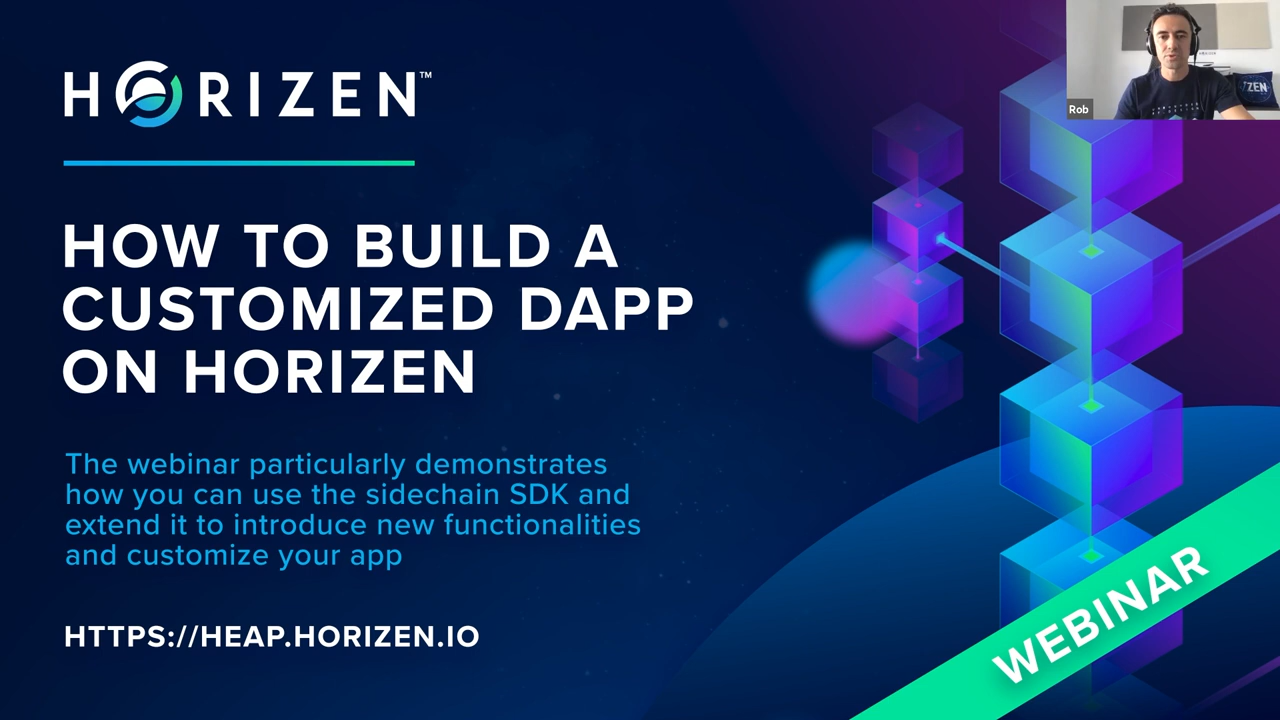 HORIZEN™
HOW TO BUILD A
CUSTOMIZED DAPP
ON HORIZEN
The webinar particularly demonstrates
how you can use the sidechain SDK and
extend it to introduce new functionalities
and customize your app
HTTPS://HEAP.HORIZEN.IO
Rob
ZEN
WEBINAR